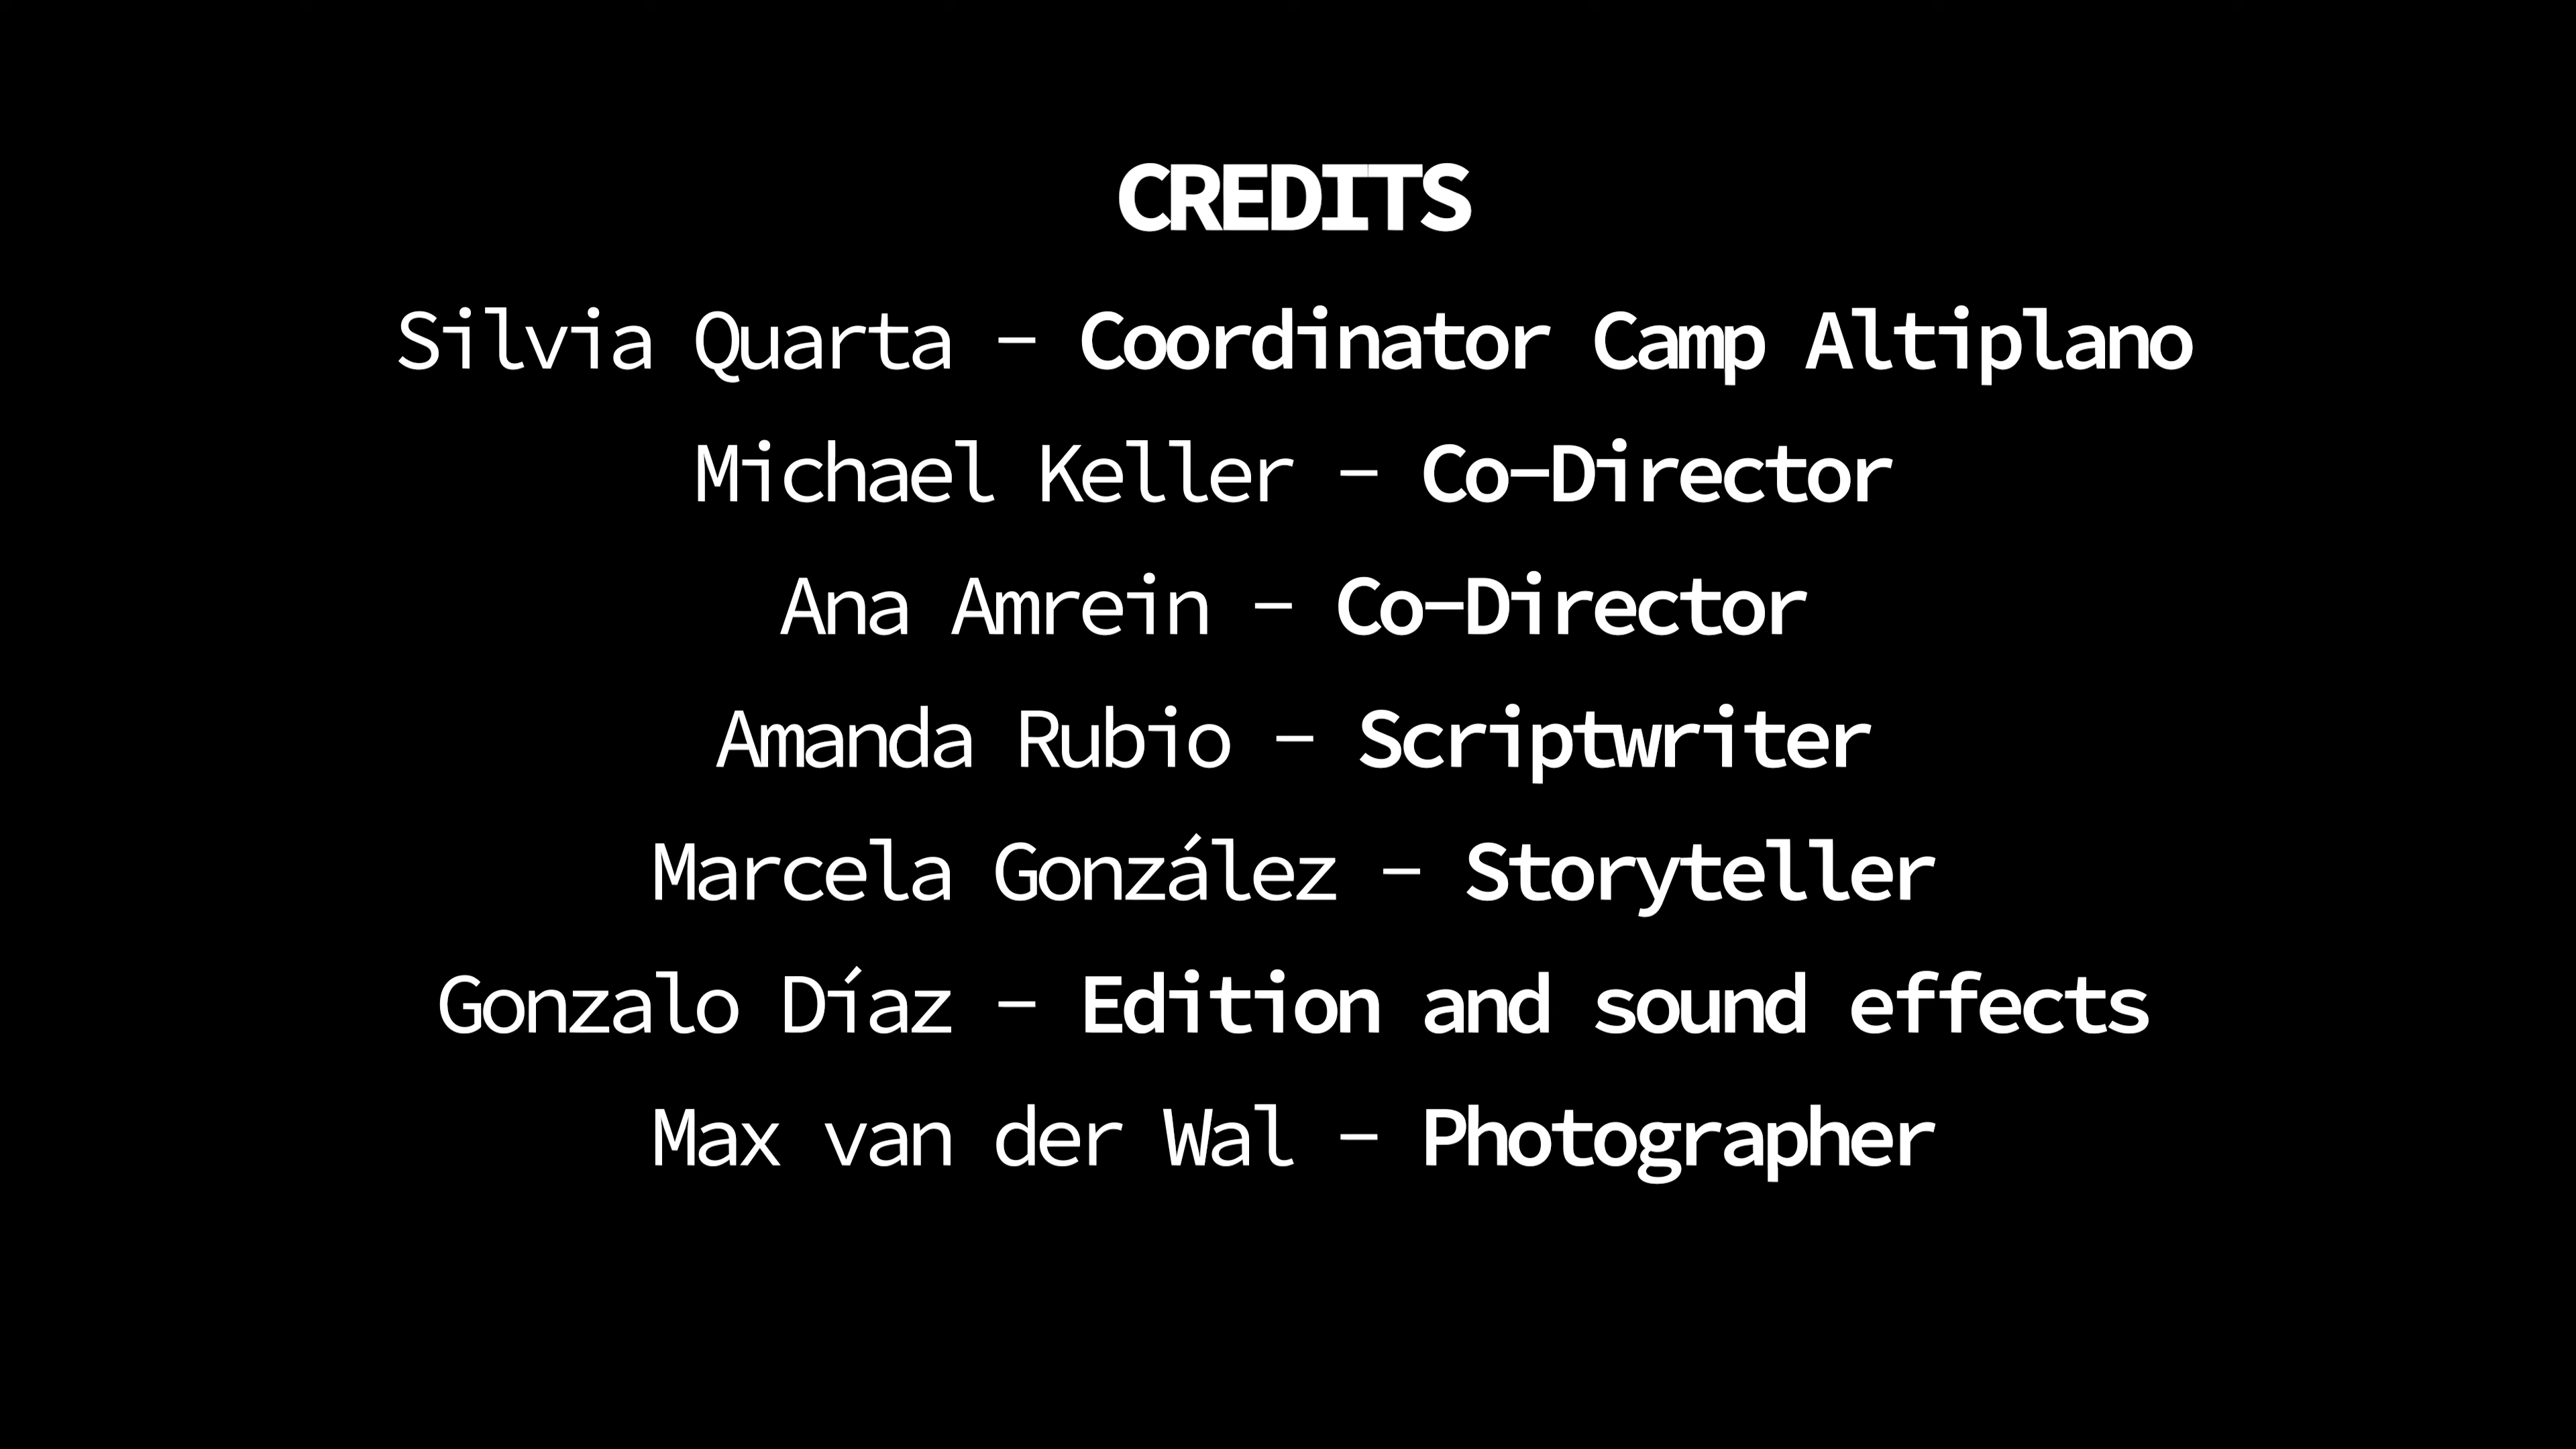 CREDITS
Silvia Quarta - Coordinator Camp Altiplano
Michael Keller - Co-Director
Ana Amrein - Co-Director
Amanda Rubio - Scriptwriter
Marcela González - Storyteller
Gonzalo Díaz - Edition and sound effects
Max van der Wal - Photographer